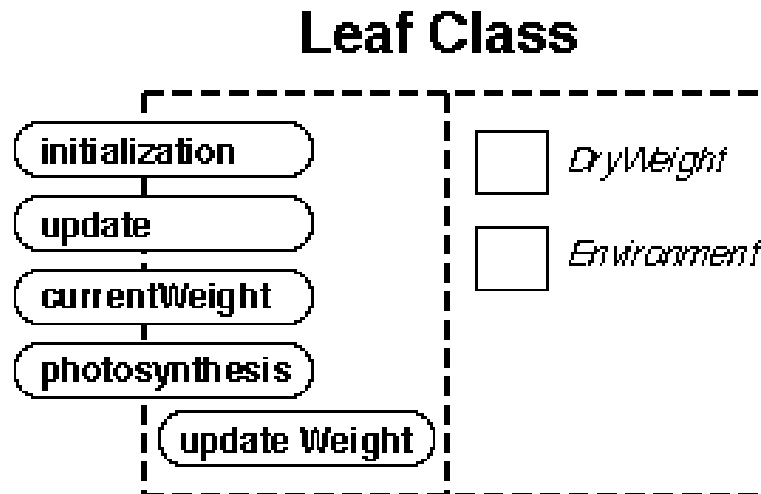 Leaf Class
initialization
update
currentWeight
photosynthesis
update Weight
DryWeight
Environment